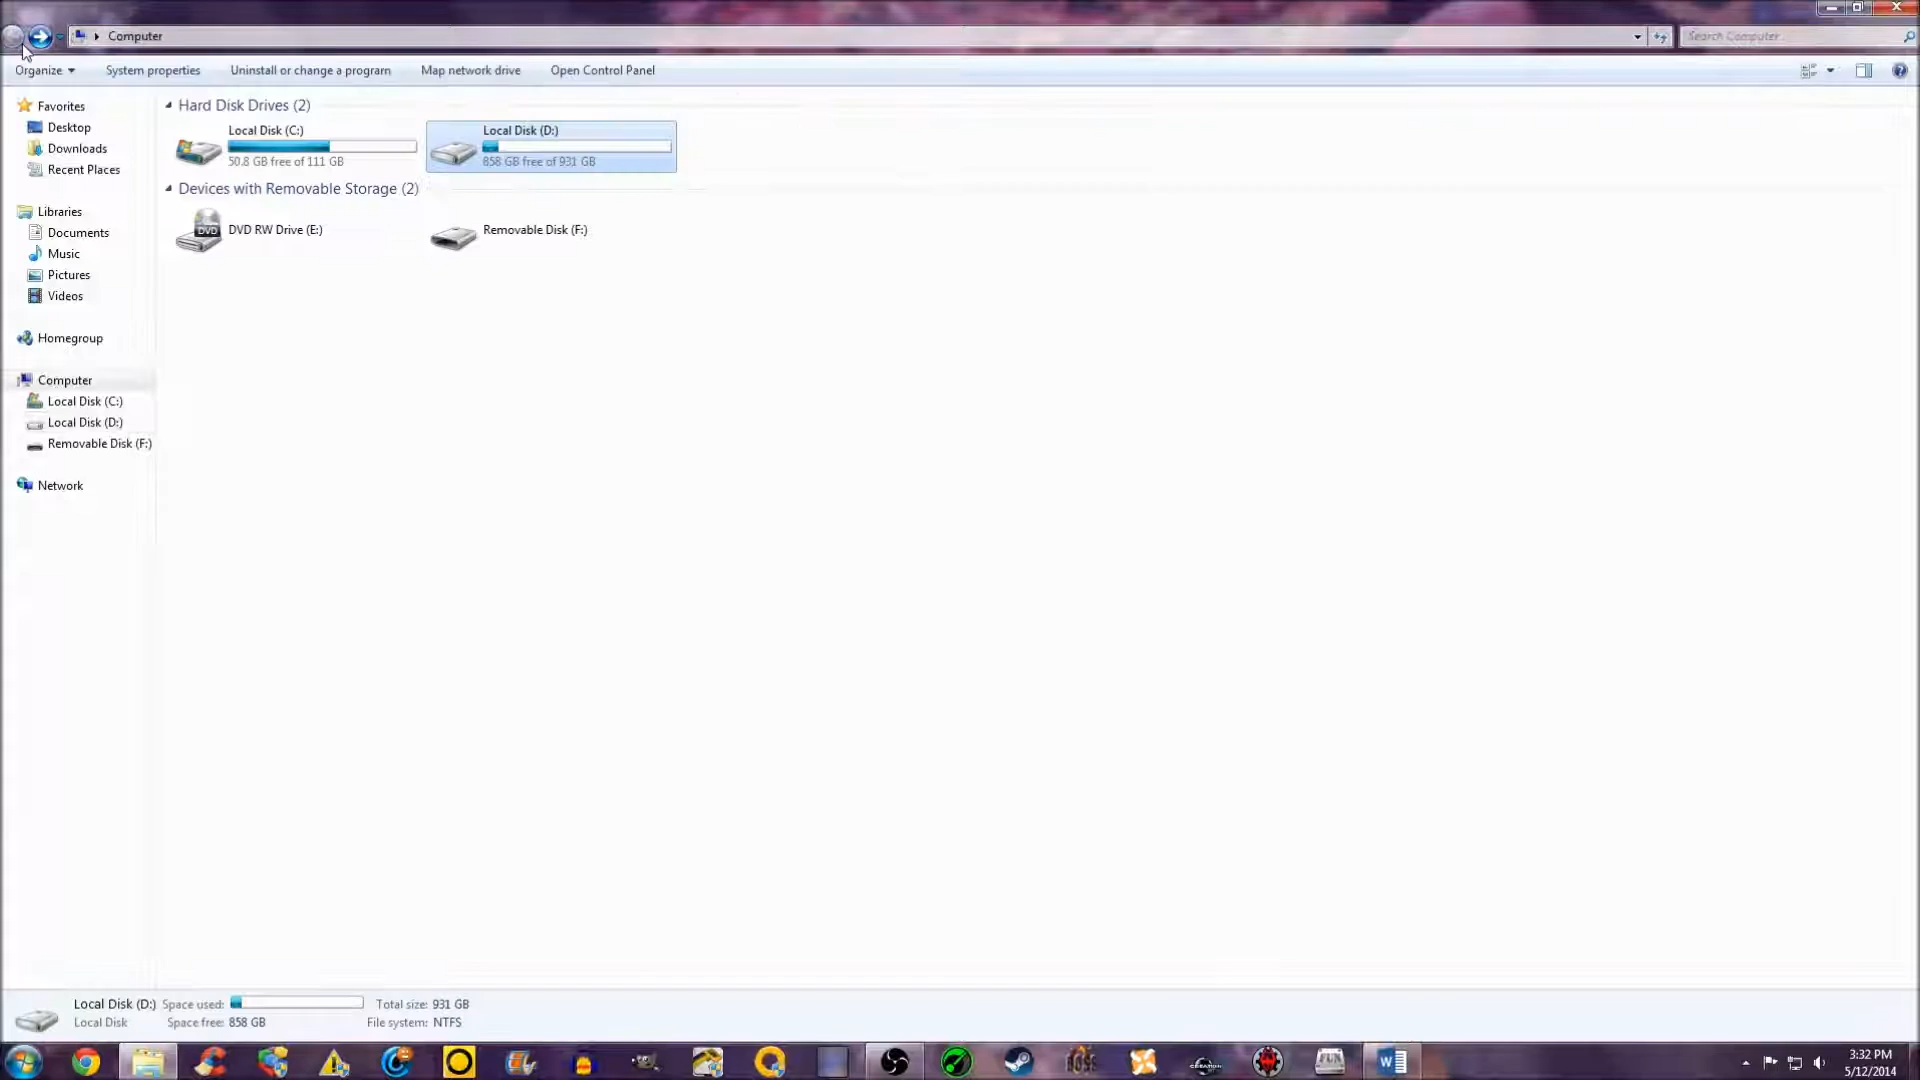 Computer
Search Computer
Organize
System properties
Uninstall or change a program
Map network drive
Open Control Panel
Favorites
Desktop
Downloads
Recent Places
Libraries
Documents
Music
Pictures
Videos
Homegroup
Computer
Local Disk (C:)
Local Disk (D:)
Removable Disk (F:)
Network
Hard Disk Drives (2)
Local Disk (C:)
50.8 GB free of 111 GB
Local Disk (D:)
858 GB free of 931 GB
Devices with Removable Storage (2)
DVD
DVD RW Drive (E:)
Removable Disk (F:)
Local Disk (D:) Space used: Total size: 931 GB
Local Disk Space free: 858 GB File system: NTFS
BOSS
CREATION
3:32 PM
5/12/2014